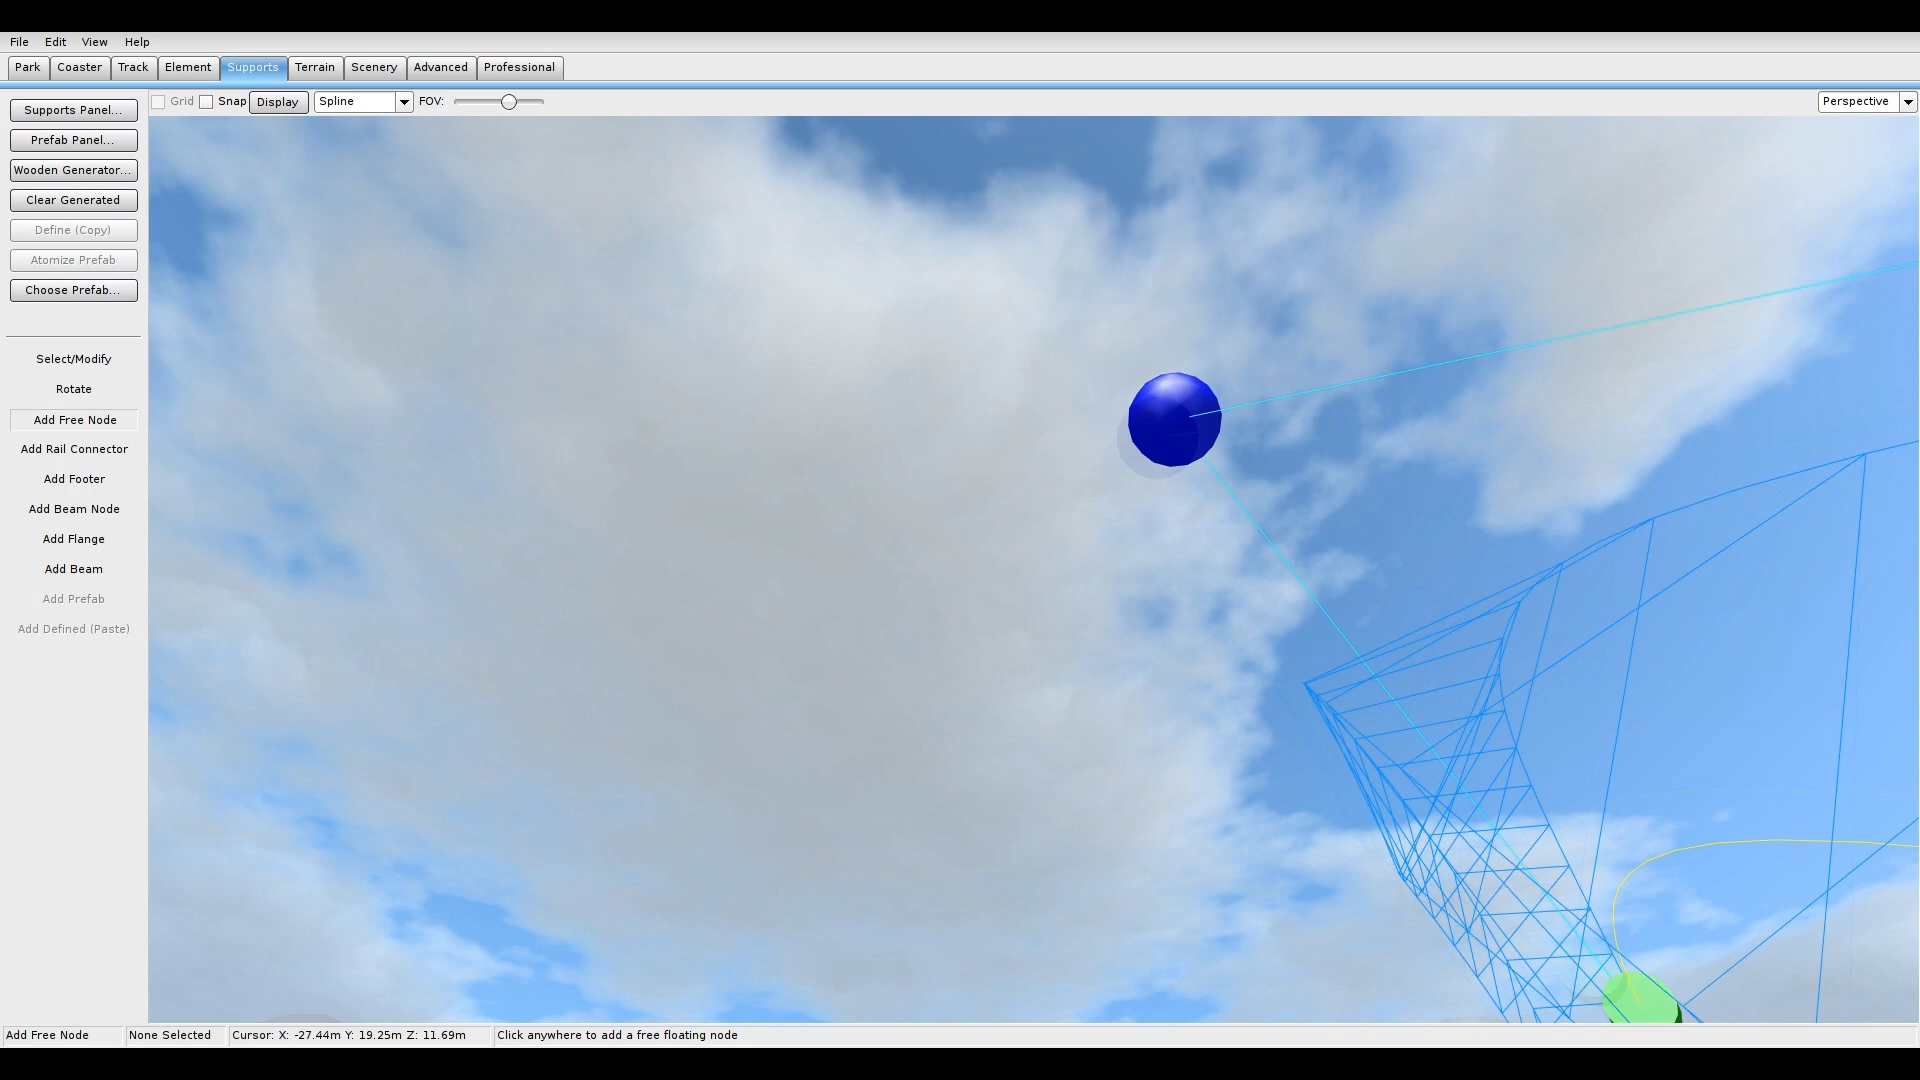 File Edit View Help
Park Coaster Track Element Supports Terrain Scenery Advanced Professional
Grid Snap Display Spline FOV: Perspective
Supports Panel...
Prefab Panel...
Wooden Generator...
Clear Generated
Define (Copy)
Atomize Prefab
Choose Prefab...
Select/Modify
Rotate
Add Free Node
Add Rail Connector
Add Footer
Add Beam Node
Add Flange
Add Beam
Add Prefab
Add Defined (Paste)
Add Free Node None Selected Cursor: X: -27.44m Y: 19.25m Z: 11.69m Click anywhere to add a free floating node